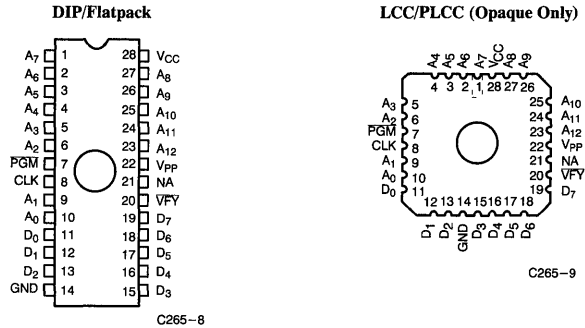 DIP/Flatpack
A7 1 28 VCC
A6 2 27 A8
A5 3 26 A9
A4 4 25 A10
A3 5 24 A11
A2 6 23 A12
PGM 7 22 VPP
CLK 8 21 NA
A1 9 20 VFY
A0 10 19 D7
D0 11 18 D6
D1 12 17 D5
D2 13 16 D4
GND 14 15 D3
C265–8
LCC/PLCC (Opaque Only)
A4 A5 A6 A7 VCC A8 A9
4 3 2 1 28 27 26
A3 5 25 A10
A2 6 24 A11
PGM 7 23 A12
CLK 8 22 VPP
A1 9 21 NA
A0 10 20 VFY
D0 11 19 D7
12 13 14 15 16 17 18
D1 D2 GND D3 D4 D5 D6
C265–9